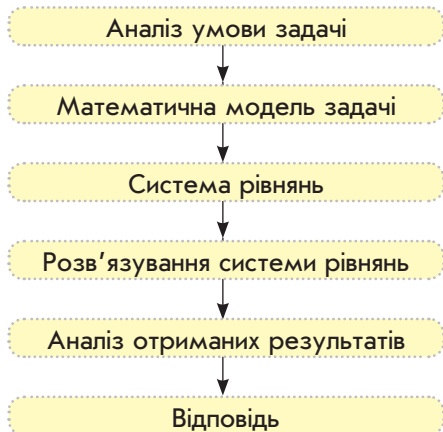 Аналіз умови задачі
Математична модель задачі
Система рівнянь
Розв'язування системи рівнянь
Аналіз отриманих результатів
Відповідь